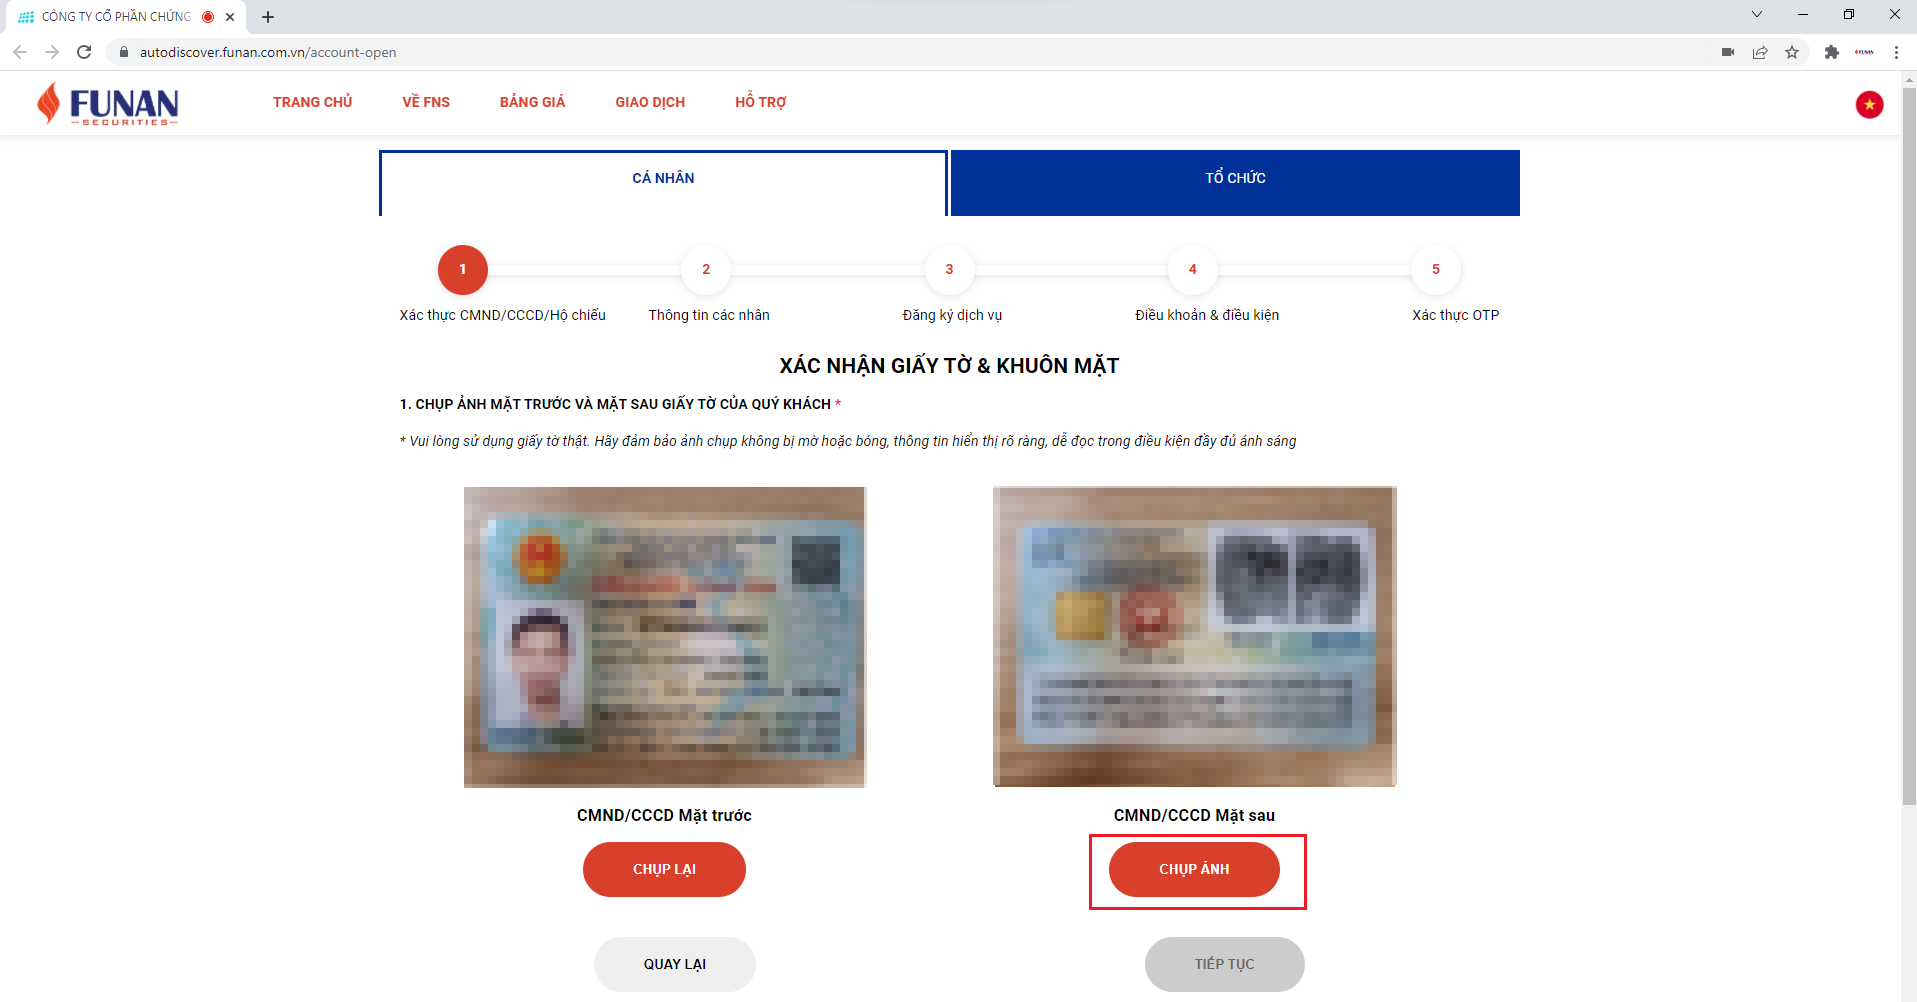 CÔNG TY CỔ PHẦN CHỨNG
autodiscover.funan.com.vn/account-open
FUNAN
SECURITIES
TRANG CHỦ
VỀ FNS
BẢNG GIÁ
GIAO DỊCH
HỖ TRỢ
CÁ NHÂN
TỔ CHỨC
1
2
3
4
5
Xác thực CMND/CCCD/Hộ chiếu
Thông tin các nhân
Đăng ký dịch vụ
Điều khoản & điều kiện
Xác thực OTP
XÁC NHẬN GIẤY TỜ & KHUÔN MẶT
1. CHỤP ẢNH MẶT TRƯỚC VÀ MẶT SAU GIẤY TỜ CỦA QUÝ KHÁCH *
* Vui lòng sử dụng giấy tờ thật. Hãy đảm bảo ảnh chụp không bị mờ hoặc bóng, thông tin hiển thị rõ ràng, dễ đọc trong điều kiện đầy đủ ánh sáng
CMND/CCCD Mặt trước
CMND/CCCD Mặt sau
CHỤP LẠI
CHỤP ẢNH
QUAY LẠI
TIẾP TỤC